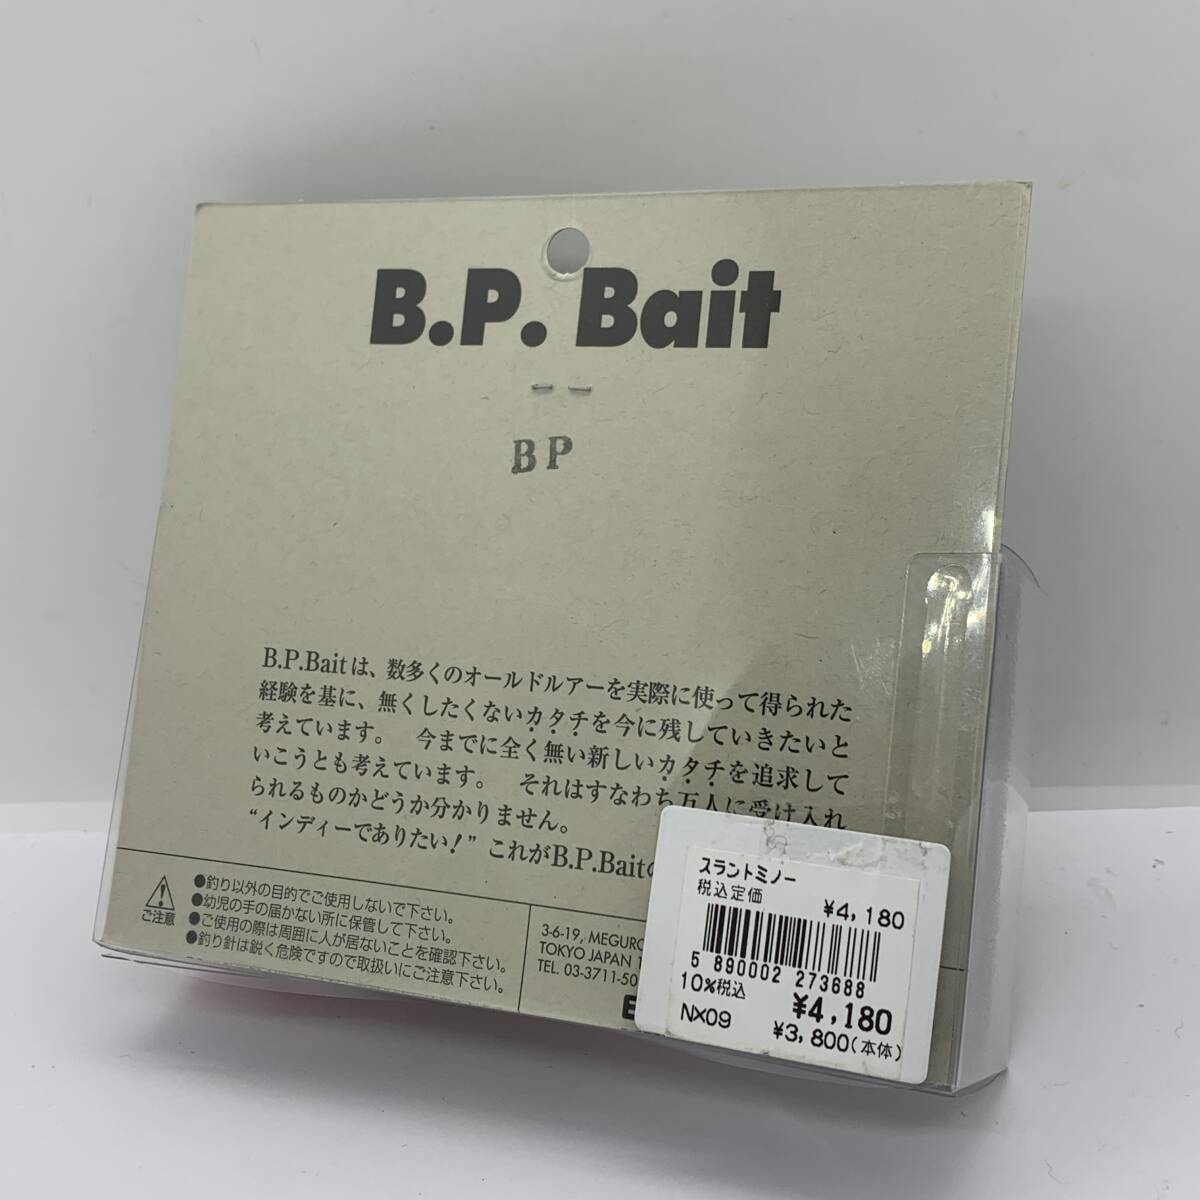 B.P. Bait
BP
B.P.Baitは、数多くのオールドルアーを実際に使って得られた
経験を基に、無くしたくないカタチを今に残していきたいと
考えています。 今までに全く無い新しいカタチを追求して
いこうとも考えています。 それはすなわち万人に受け入れ
られるものかどうか分かりません。
“インディーでありたい!” これがB.P.Baitの
ご注意
●釣り以外の目的でご使用しないで下さい。
●幼児の手の届かない所に保管して下さい。
●ご使用の際は周囲に人が居ないことを確認下さい。
●釣り針は鋭く危険ですので取扱いにご注意下さい。
3-6-19, MEGURO
TOKYO JAPAN 1
TEL. 03-3711-50
スラントミノー
税込定価 ¥4,180
5 890002 273688
10%税込 ¥4,180
NX09 ¥3,800(本体)